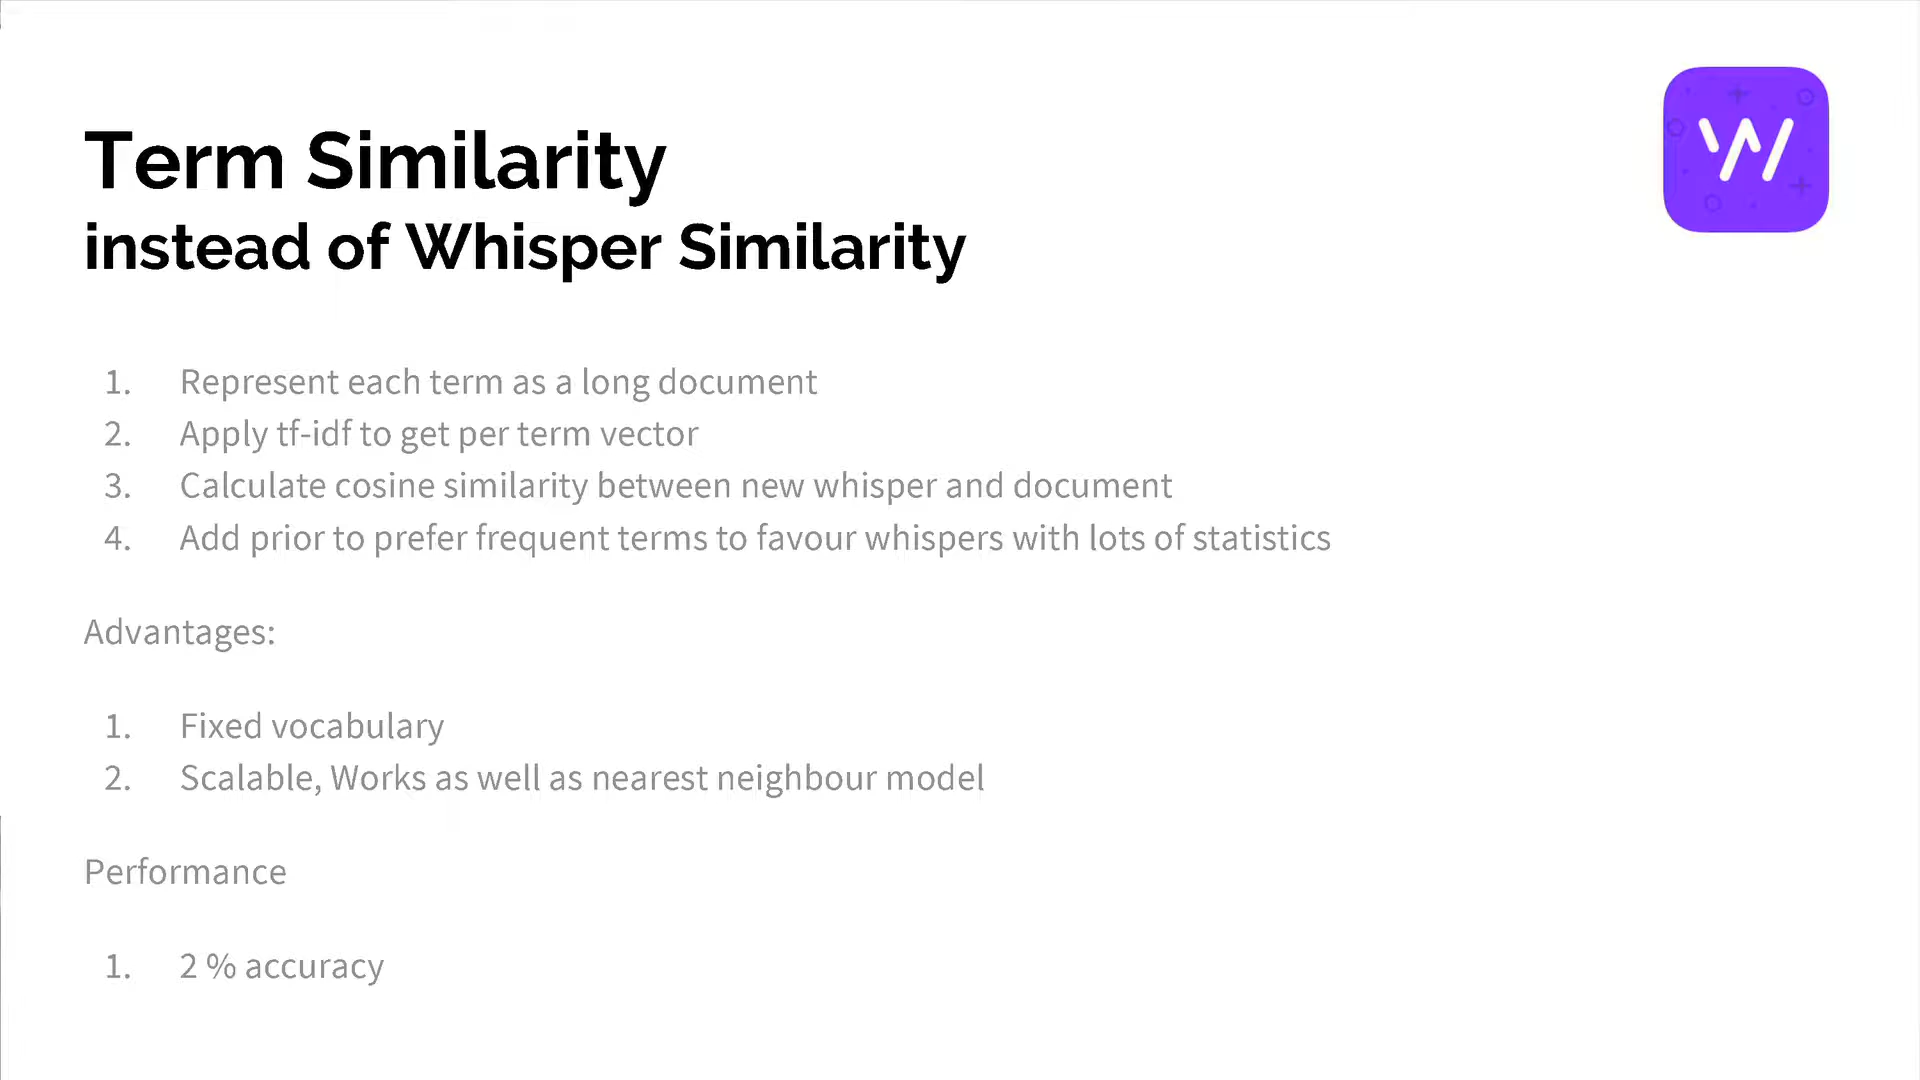 Term Similarity
instead of Whisper Similarity
1. Represent each term as a long document
2. Apply tf-idf to get per term vector
3. Calculate cosine similarity between new whisper and document
4. Add prior to prefer frequent terms to favour whispers with lots of statistics
Advantages:
1. Fixed vocabulary
2. Scalable, Works as well as nearest neighbour model
Performance
1. 2 % accuracy